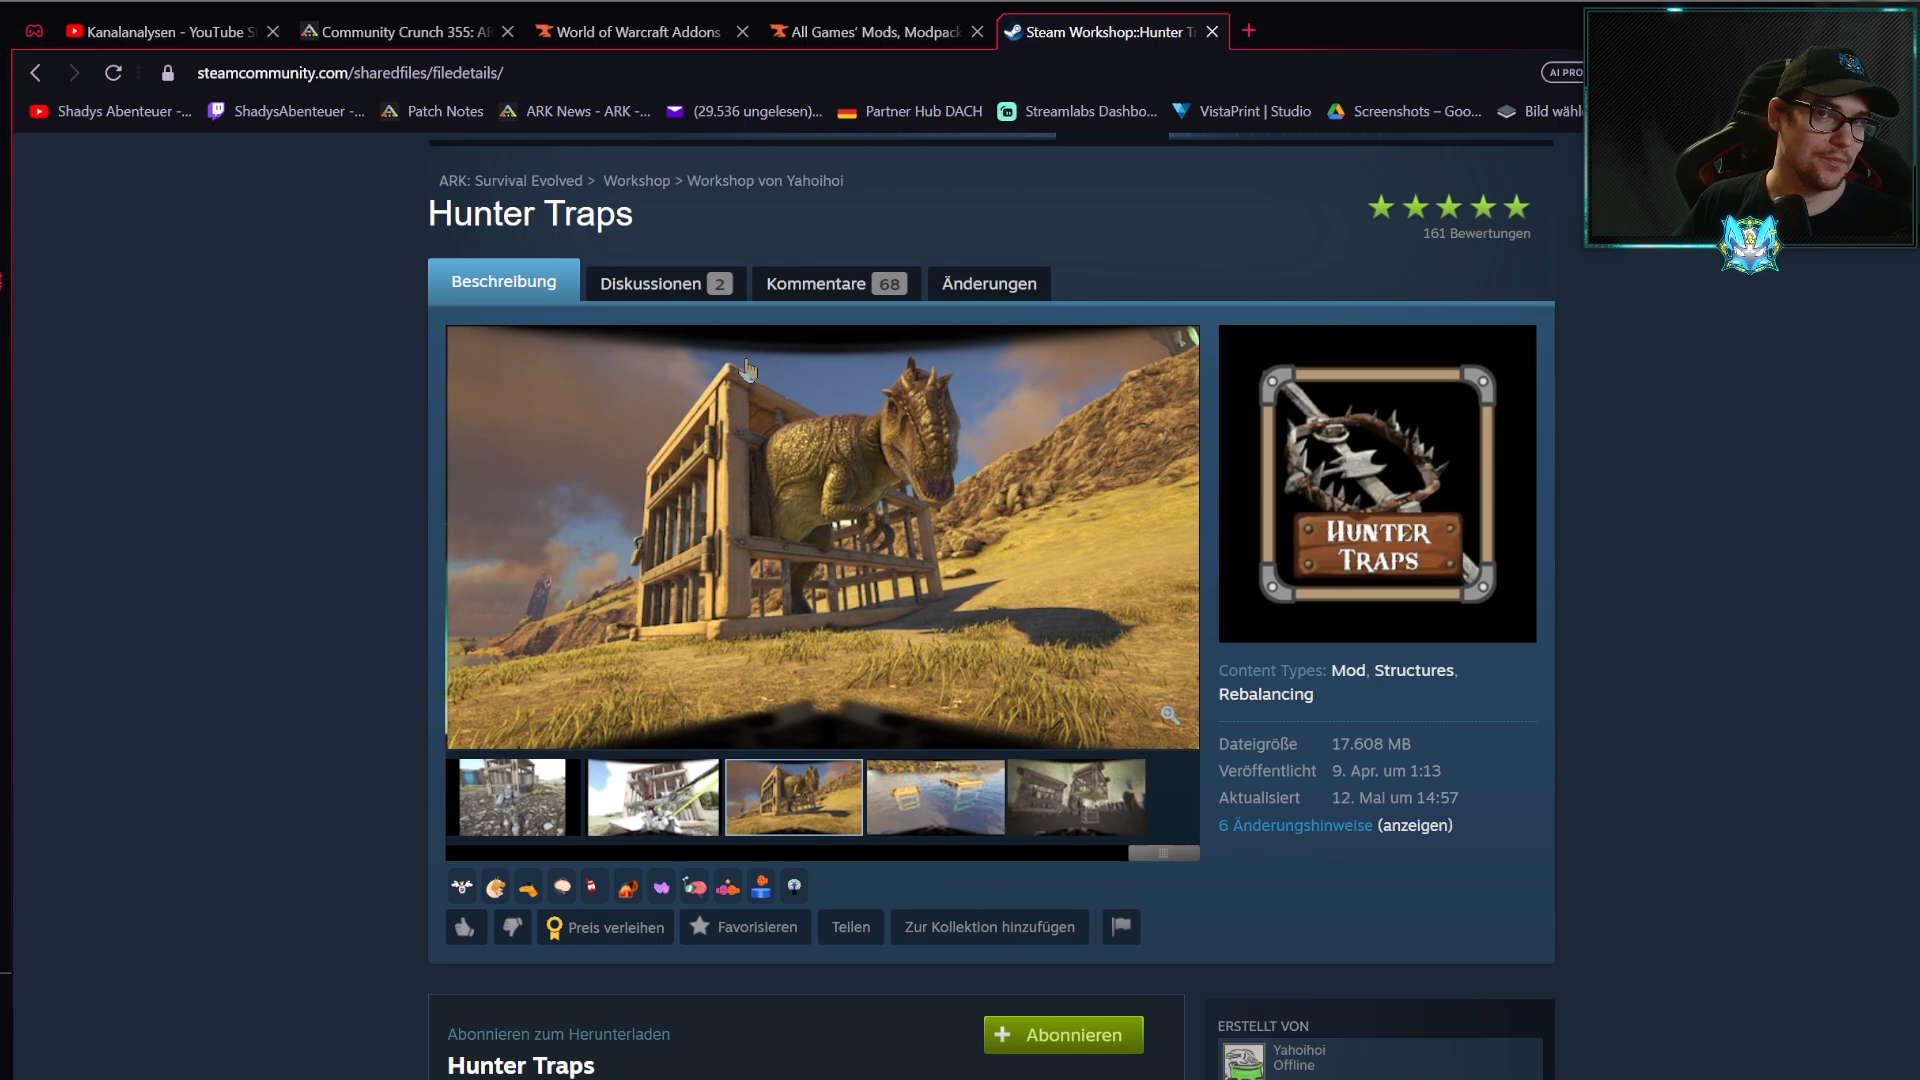 Kanalanalysen - YouTube S
Community Crunch 355: AR
World of Warcraft Addons
All Games' Mods, Modpack
Steam Workshop::Hunter Tr
steamcommunity.com/sharedfiles/filedetails/
AI PRO
Shadys Abenteuer -...
ShadysAbenteuer -...
Patch Notes
ARK News - ARK -...
(29.536 ungelesen)...
Partner Hub DACH
Streamlabs Dashbo...
VistaPrint | Studio
Screenshots – Goo...
Bild wähl
ARK: Survival Evolved > Workshop > Workshop von Yahoihoi
Hunter Traps
161 Bewertungen
Beschreibung
Diskussionen 2
Kommentare 68
Änderungen
HUNTER
TRAPS
Content Types: Mod, Structures,
Rebalancing
Dateigröße 17.608 MB
Veröffentlicht 9. Apr. um 1:13
Aktualisiert 12. Mai um 14:57
6 Änderungshinweise (anzeigen)
Preis verleihen
Favorisieren
Teilen
Zur Kollektion hinzufügen
Abonnieren zum Herunterladen
Hunter Traps
Abonnieren
ERSTELLT VON
Yahoihoi
Offline